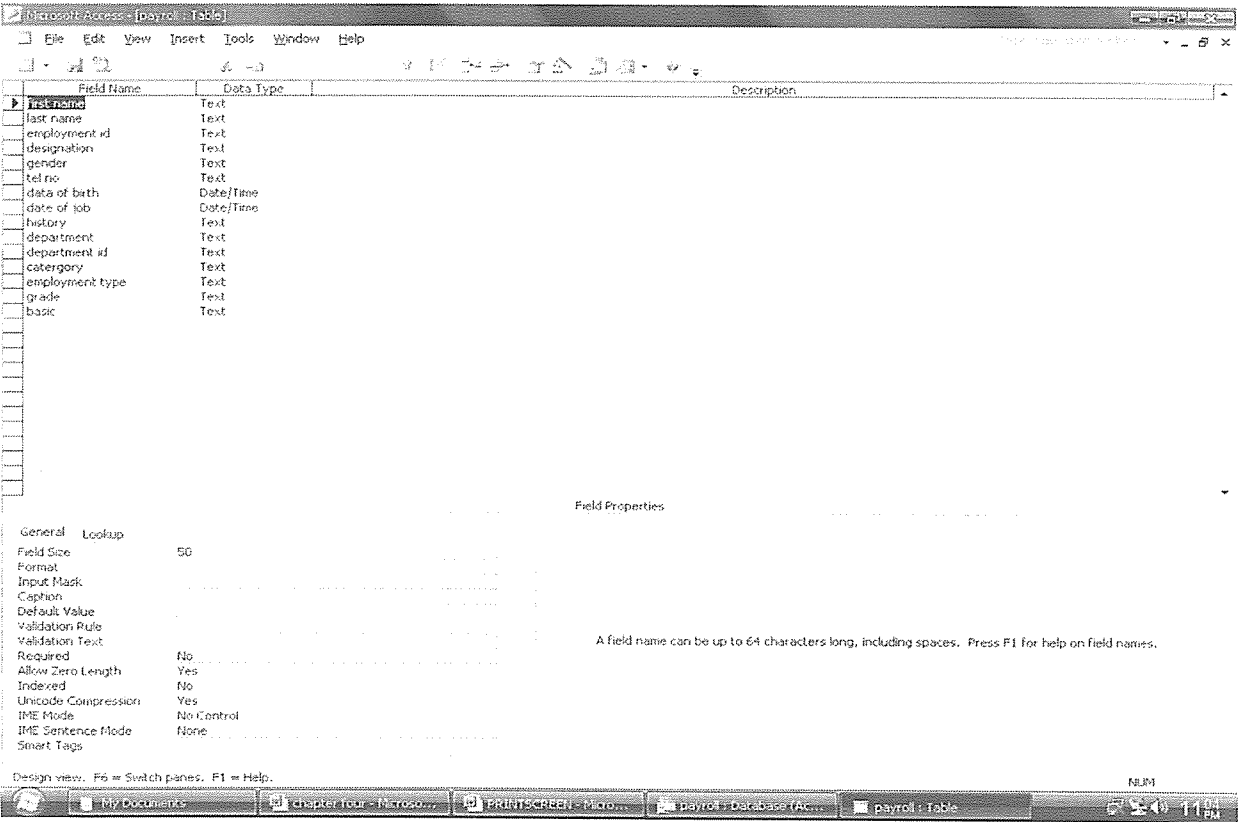 Microsoft Access - [payroll : Table]
File Edit View Insert Tools Window Help
Field Name Data Type Description
first name Text
last name Text
employment id Text
designation Text
gender Text
tel no Text
data of birth Date/Time
date of job Date/Time
history Text
department Text
department id Text
catergory Text
employment type Text
grade Text
basic Text
Field Properties
General Lookup
Field Size 50
Format
Input Mask
Caption
Default Value
Validation Rule
Validation Text
Required No
Allow Zero Length Yes
Indexed No
Unicode Compression Yes
IME Mode No Control
IME Sentence Mode None
Smart Tags
A field name can be up to 64 characters long, including spaces. Press F1 for help on field names.
Design view. F6 = Switch panes. F1 = Help.
NUM
My Documents chapter four - Microso... PRINTSCREEN - Micro... payroll : Database (Ac... payroll : Table